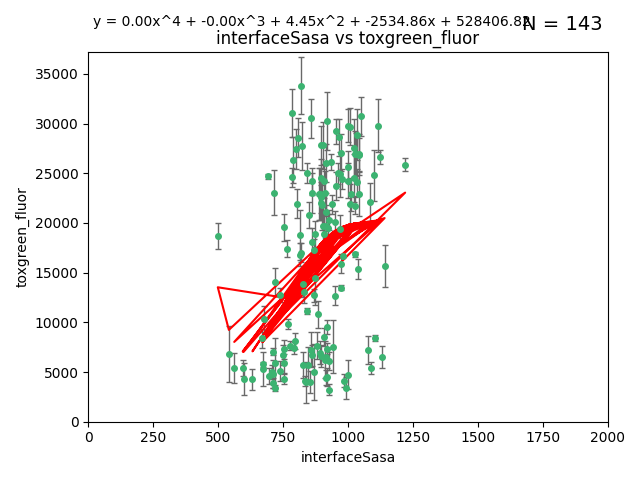 y = 0.00x^4 + -0.00x^3 + 4.45x^2 + -2534.86x + 528406.82
N = 143
interfaceSasa vs toxgreen_fluor
35000
30000
25000
20000
15000
10000
5000
0
toxgreen_fluor
0 250 500 750 1000 1250 1500 1750 2000
interfaceSasa